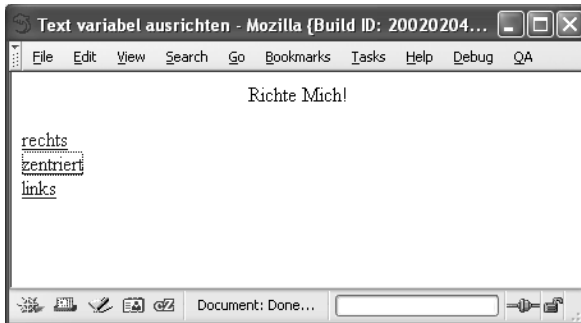 Text variabel ausrichten - Mozilla {Build ID: 20020204...
File Edit View Search Go Bookmarks Tasks Help Debug QA
Richte Mich!
rechts
zentriert
links
Document: Done...